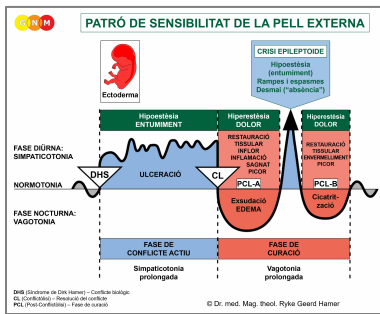 G N M
PATRÓ DE SENSIBILITAT DE LA PELL EXTERNA
CRISI EPILEPTOIDE
Hipoestèsia
(entumiment)
Rampes i espasmes
Desmai ("absència")
Ectoderma
Hipoestèsia
ENTUMIMENT
Hiperestèsia
DOLOR
Hiperestèsia
DOLOR
FASE DIÜRNA:
SIMPATICOTONIA
RESTAURACIÓ
TISSULAR
INFLOR
INFLAMACIÓ
SAGNAT
PICOR
RESTAURACIÓ
TISSULAR
ENVERMELLIMENT
PICOR
ULCERACIÓ
DHS
CL
PCL-A
PCL-B
NORMOTONIA
Exsudació
EDEMA
Cicatrit-
zació
FASE NOCTURNA:
VAGOTONIA
FASE DE
CONFLICTE ACTIU
FASE DE
CURACIÓ
Simpaticotonia
prolongada
Vagotonia
prolongada
DHS (Síndrome de Dirk Hamer) – Conflicte biològic
CL (Conflictòlisi) – Resolució del conflicte
PCL (Post-Conflictòlisi) – Fase de curació
© Dr. med. Mag. theol. Ryke Geerd Hamer